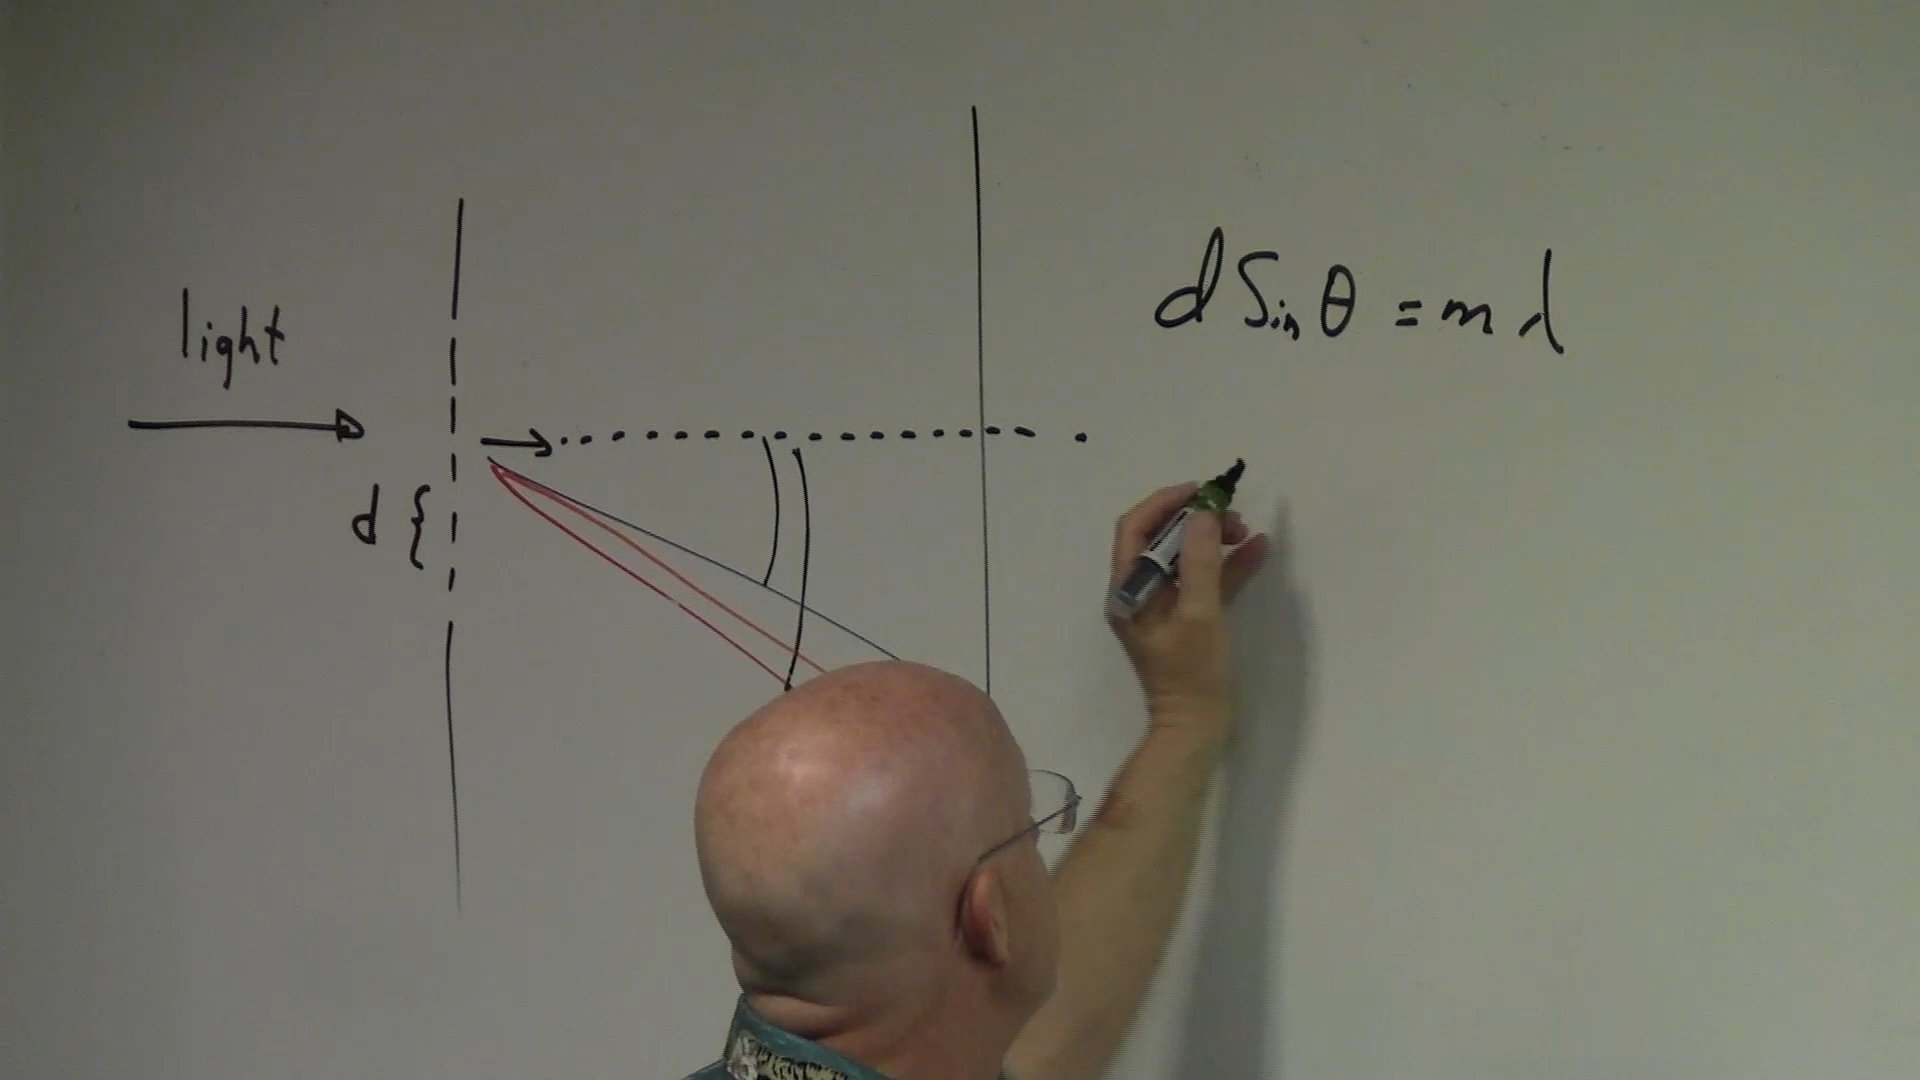 light
d {
d Sin θ = m λ